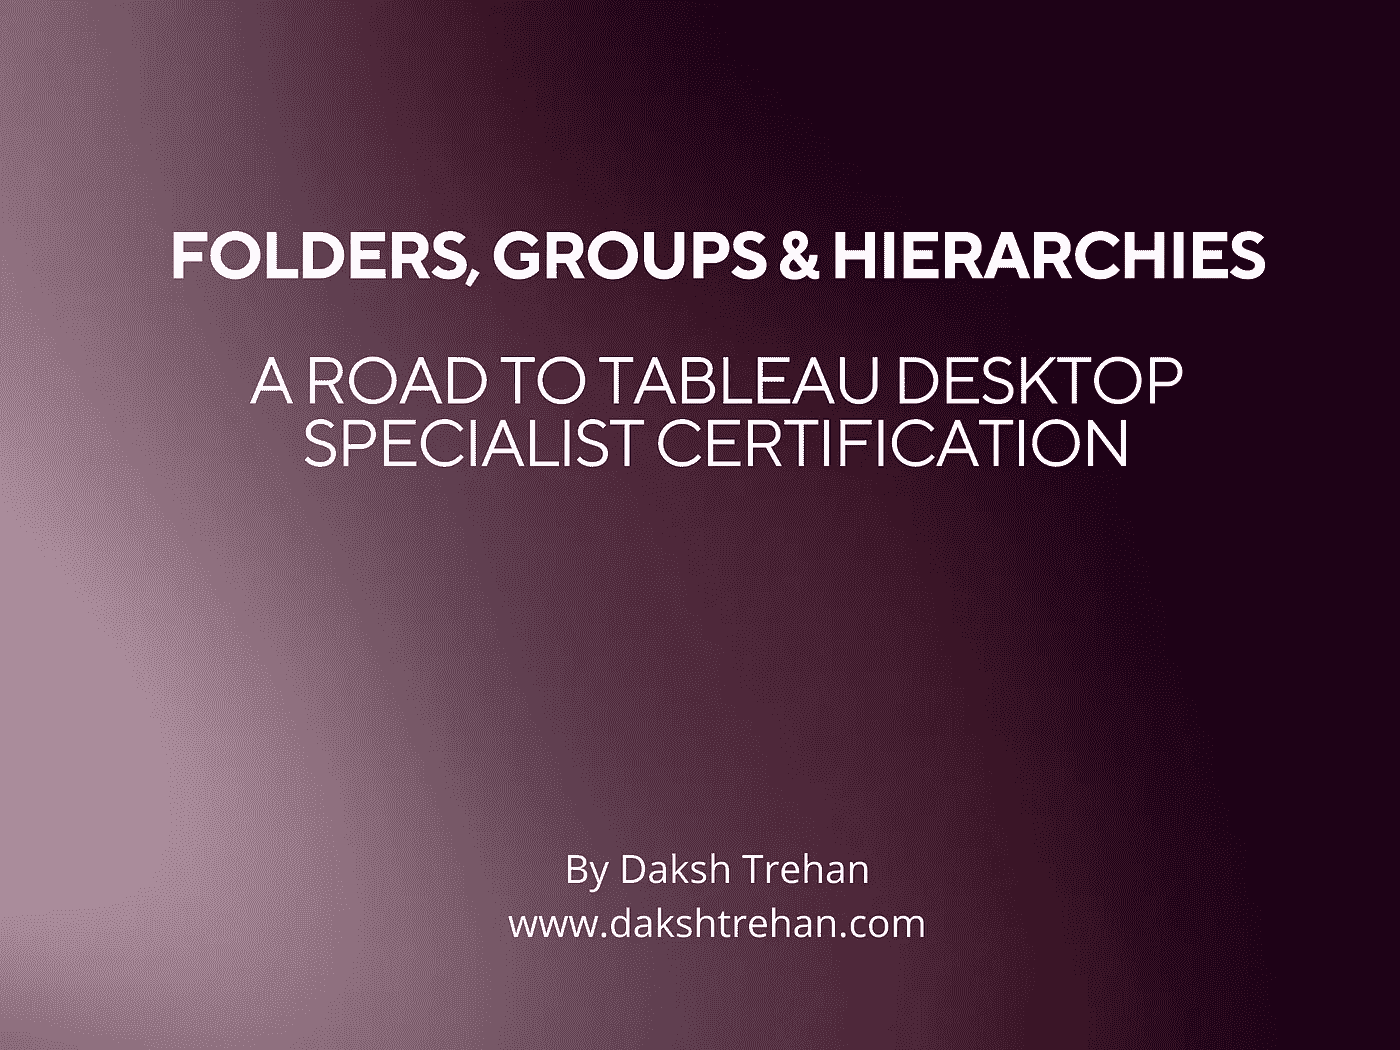 FOLDERS, GROUPS & HIERARCHIES
A ROAD TO TABLEAU DESKTOP
SPECIALIST CERTIFICATION
By Daksh Trehan
www.dakshtrehan.com